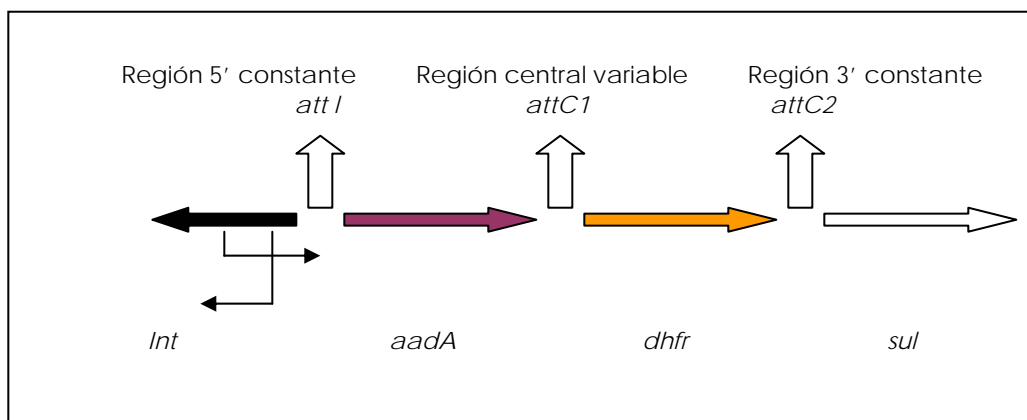 Región 5' constante Región central variable Región 3' constante
att I attC1 attC2
Int aadA dhfr sul